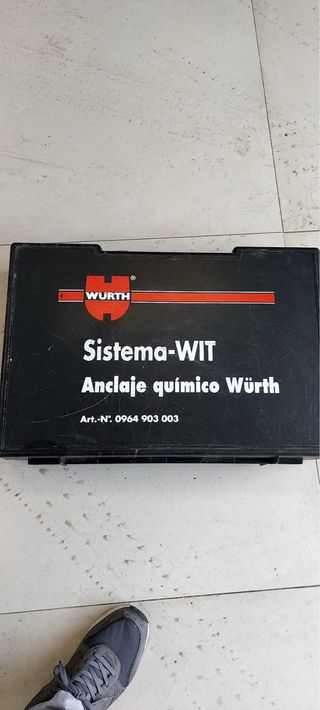 WÜRTH
®
Sistema-WIT
Anclaje químico Würth
Art.-N°. 0964 903 003